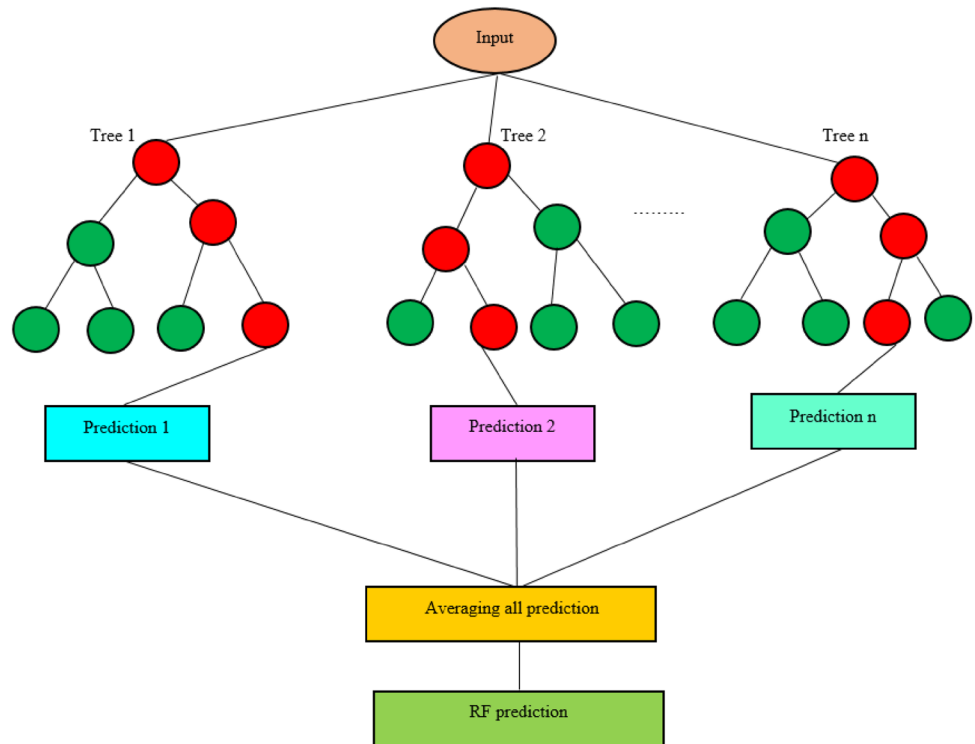 Input
Tree 1
Tree 2
Tree n
..........
Prediction 1
Prediction 2
Prediction n
Averaging all prediction
RF prediction